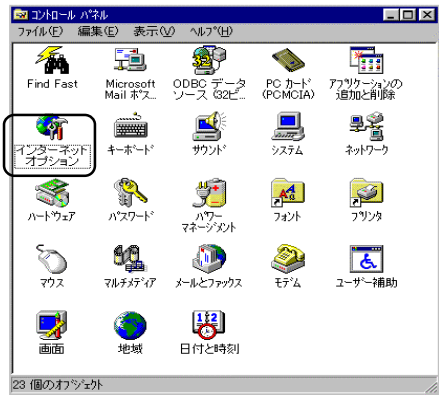 コントロール パネル
ファイル(F) 編集(E) 表示(V) ヘルプ(H)
Find Fast
Microsoft
Mail ポス...
ODBC データ
ソース (32ビ...
PC カード
(PCMCIA)
アプリケーションの
追加と削除
インターネット
オプション
キーボード
サウンド
システム
ネットワーク
ハードウェア
パスワード
パワー
マネージメント
フォント
プリンタ
マウス
マルチメディア
メールとファックス
モデム
ユーザー補助
画面
地域
日付と時刻
23 個のオブジェクト